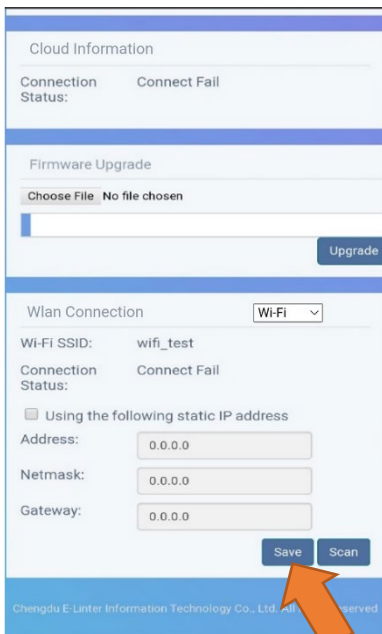 Cloud Information
Connection Status:
Connect Fail
Firmware Upgrade
Choose File No file chosen
Upgrade
Wlan Connection
Wi-Fi
Wi-Fi SSID:
wifi_test
Connection Status:
Connect Fail
Using the following static IP address
Address:
0.0.0.0
Netmask:
0.0.0.0
Gateway:
0.0.0.0
Save
Scan
Chengdu E-Linter Information Technology Co., Ltd. All eserved